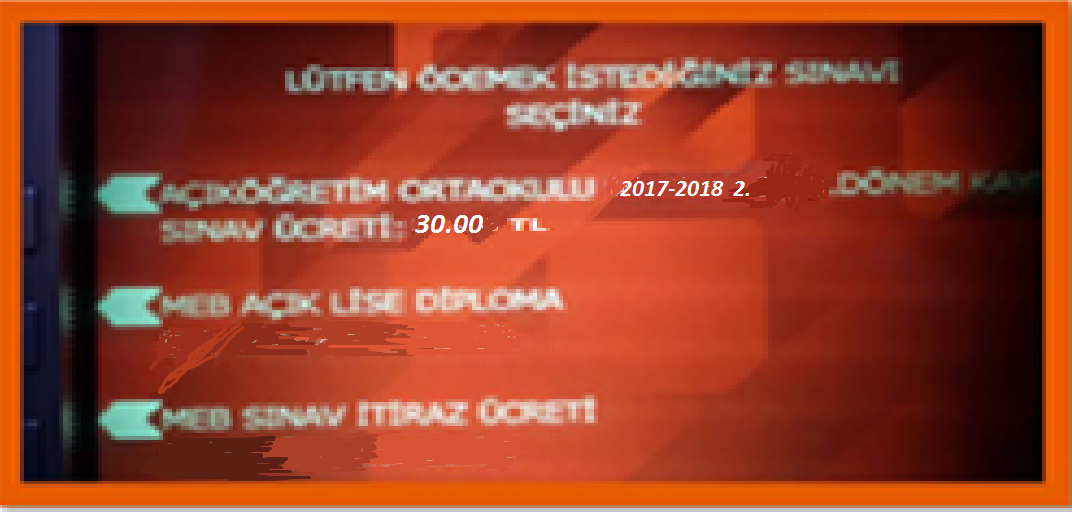 LÜTFEN ÖDEMEK İSTEDİĞİNİZ SINAVI
SEÇİNİZ
AÇIKÖĞRETİM ORTAOKULU 2017-2018 2. .DÖNEM
SINAV ÜCRETİ: 30.00 TL
MEB AÇIK LİSE DİPLOMA
MEB SINAV İTİRAZ ÜCRETİ